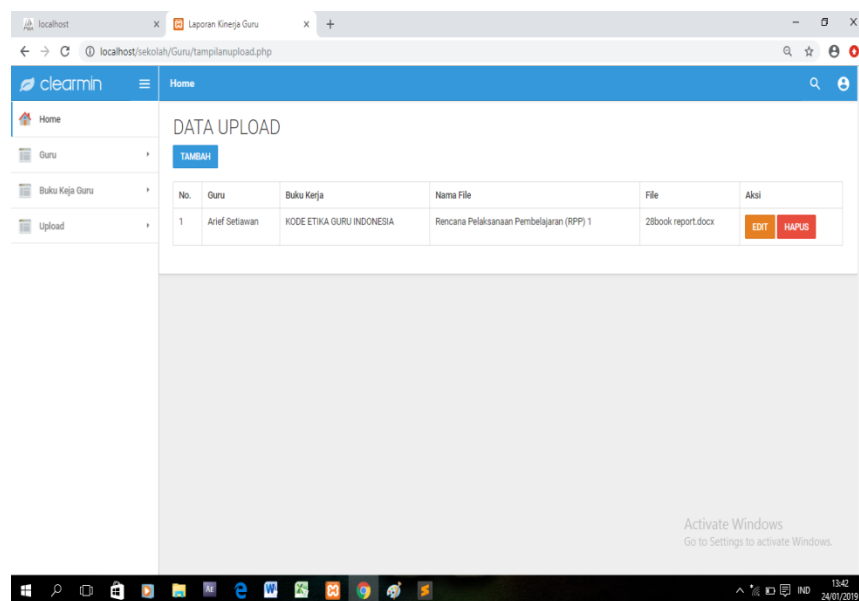 localhost
Laporan Kinerja Guru
localhost/sekolah/Guru/tampilanupload.php
clearmin
Home
Home
Guru
Buku Keja Guru
Upload
DATA UPLOAD
TAMBAH
No. Guru Buku Kerja Nama File File Aksi
1 Arief Setiawan KODE ETIKA GURU INDONESIA Rencana Pelaksanaan Pembelajaran (RPP) 1 28book report.docx EDIT HAPUS
Activate Windows
Go to Settings to activate Windows.
IND
13:42
24/01/2019